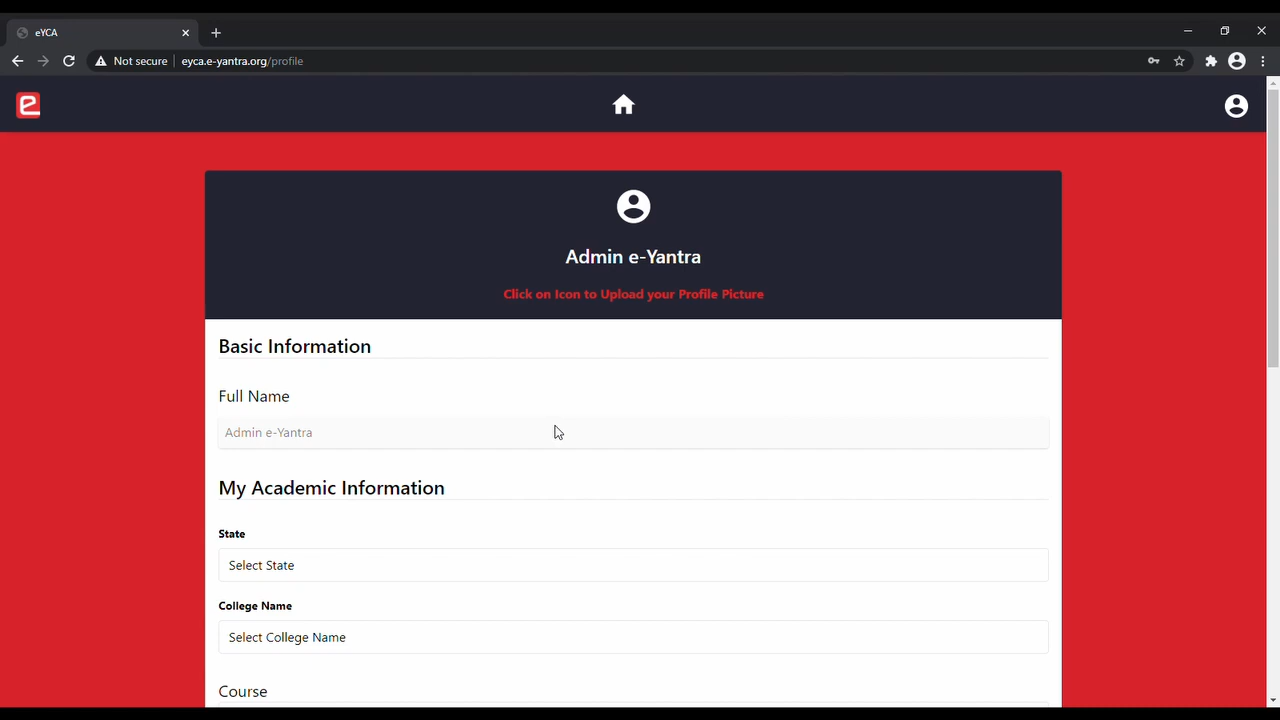 eYCA
Not secure eyca.e-yantra.org/profile
Admin e-Yantra
Click on Icon to Upload your Profile Picture
Basic Information
Full Name
Admin e-Yantra
My Academic Information
State
Select State
College Name
Select College Name
Course